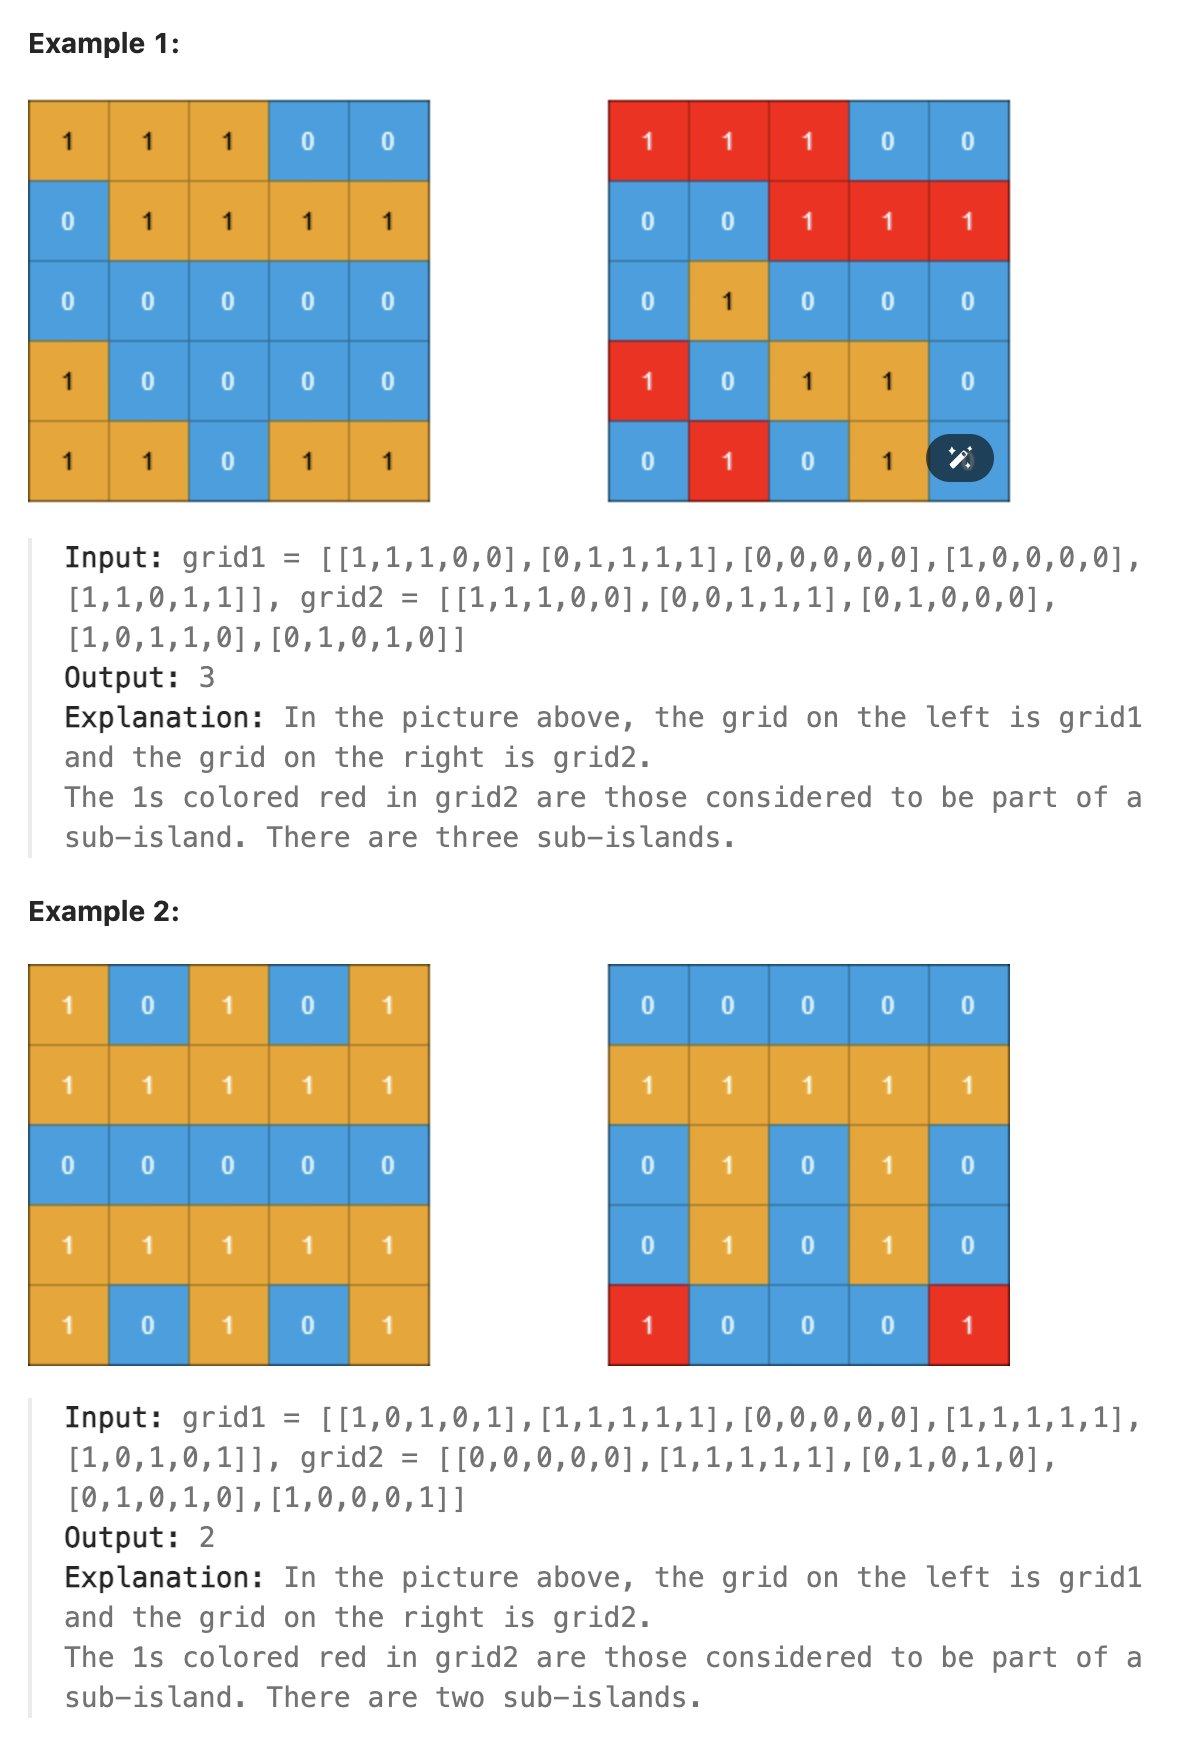 Example 1:
1 1 1 0 0 1 1 1 0 0
0 1 1 1 1 0 0 1 1 1
0 0 0 0 0 0 1 0 0 0
1 0 0 0 0 1 0 1 1 0
1 1 0 1 1 0 1 0 1
Input: grid1 = [[1,1,1,0,0],[0,1,1,1,1],[0,0,0,0,0],[1,0,0,0,0],
[1,1,0,1,1]], grid2 = [[1,1,1,0,0],[0,0,1,1,1],[0,1,0,0,0],
[1,0,1,1,0],[0,1,0,1,0]]
Output: 3
Explanation: In the picture above, the grid on the left is grid1
and the grid on the right is grid2.
The 1s colored red in grid2 are those considered to be part of a
sub-island. There are three sub-islands.
Example 2:
1 0 1 0 1 0 0 0 0 0
1 1 1 1 1 1 1 1 1 1
0 0 0 0 0 0 1 0 1 0
1 1 1 1 1 0 1 0 1 0
1 0 1 0 1 1 0 0 0 1
Input: grid1 = [[1,0,1,0,1],[1,1,1,1,1],[0,0,0,0,0],[1,1,1,1,1],
[1,0,1,0,1]], grid2 = [[0,0,0,0,0],[1,1,1,1,1],[0,1,0,1,0],
[0,1,0,1,0],[1,0,0,0,1]]
Output: 2
Explanation: In the picture above, the grid on the left is grid1
and the grid on the right is grid2.
The 1s colored red in grid2 are those considered to be part of a
sub-island. There are two sub-islands.